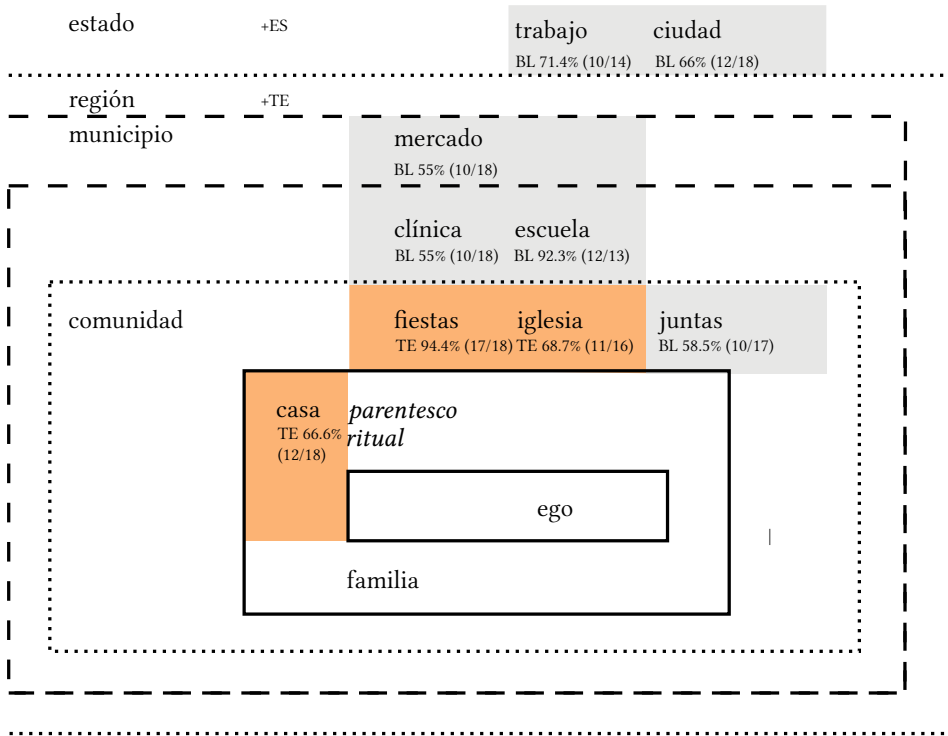 estado +ES trabajo ciudad
BL 71.4% (10/14) BL 66% (12/18)
región +TE
municipio mercado
BL 55% (10/18)
clínica escuela
BL 55% (10/18) BL 92.3% (12/13)
comunidad fiestas iglesia juntas
TE 94.4% (17/18) TE 68.7% (11/16) BL 58.5% (10/17)
casa parentesco
TE 66.6% ritual
(12/18)
ego
familia